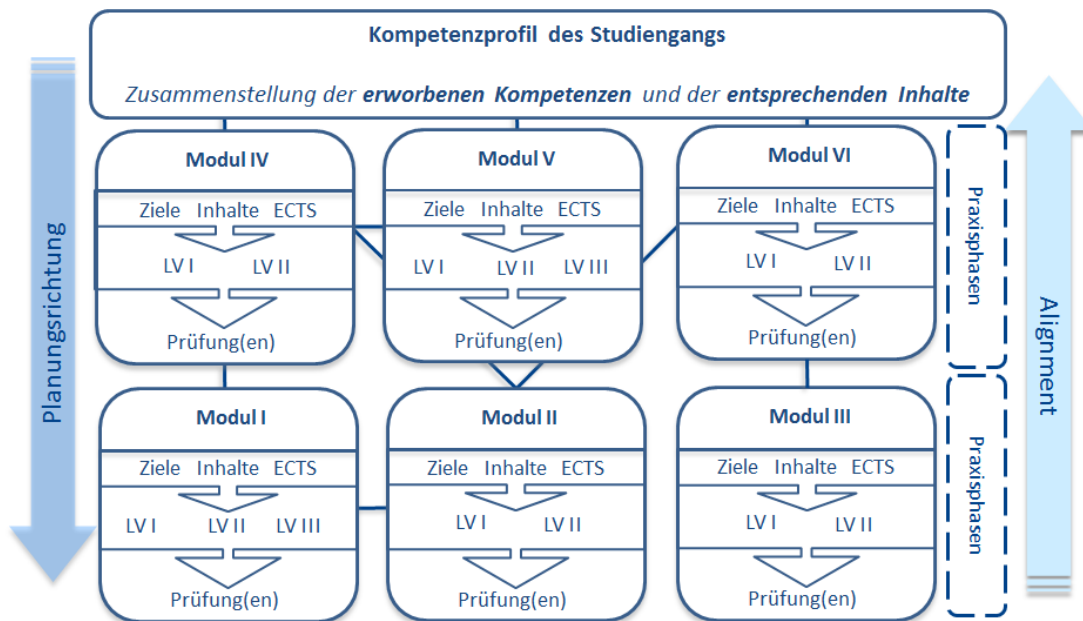 Kompetenzprofil des Studiengangs
Zusammenstellung der erworbenen Kompetenzen und der entsprechenden Inhalte
Planungsrichtung
Modul IV
Ziele Inhalte ECTS
LV I LV II
Prüfung(en)
Modul V
Ziele Inhalte ECTS
LV I LV II LV III
Prüfung(en)
Modul VI
Ziele Inhalte ECTS
LV I LV II
Prüfung(en)
Praxisphasen
Modul I
Ziele Inhalte ECTS
LV I LV II LV III
Prüfung(en)
Modul II
Ziele Inhalte ECTS
LV I LV II
Prüfung(en)
Modul III
Ziele Inhalte ECTS
LV I LV II
Prüfung(en)
Praxisphasen
Alignment